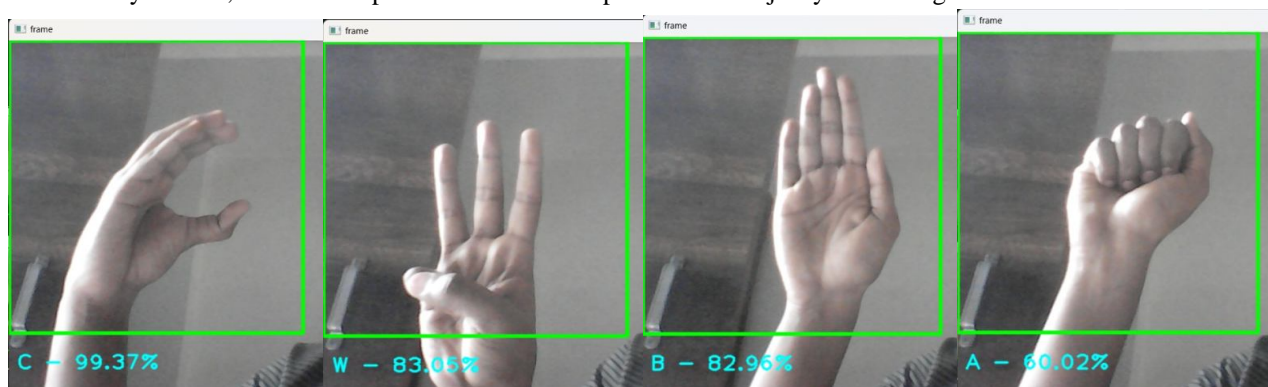 frame
frame
frame
frame
C - 99.37%
W - 83.05%
B - 82.96%
A - 60.02%